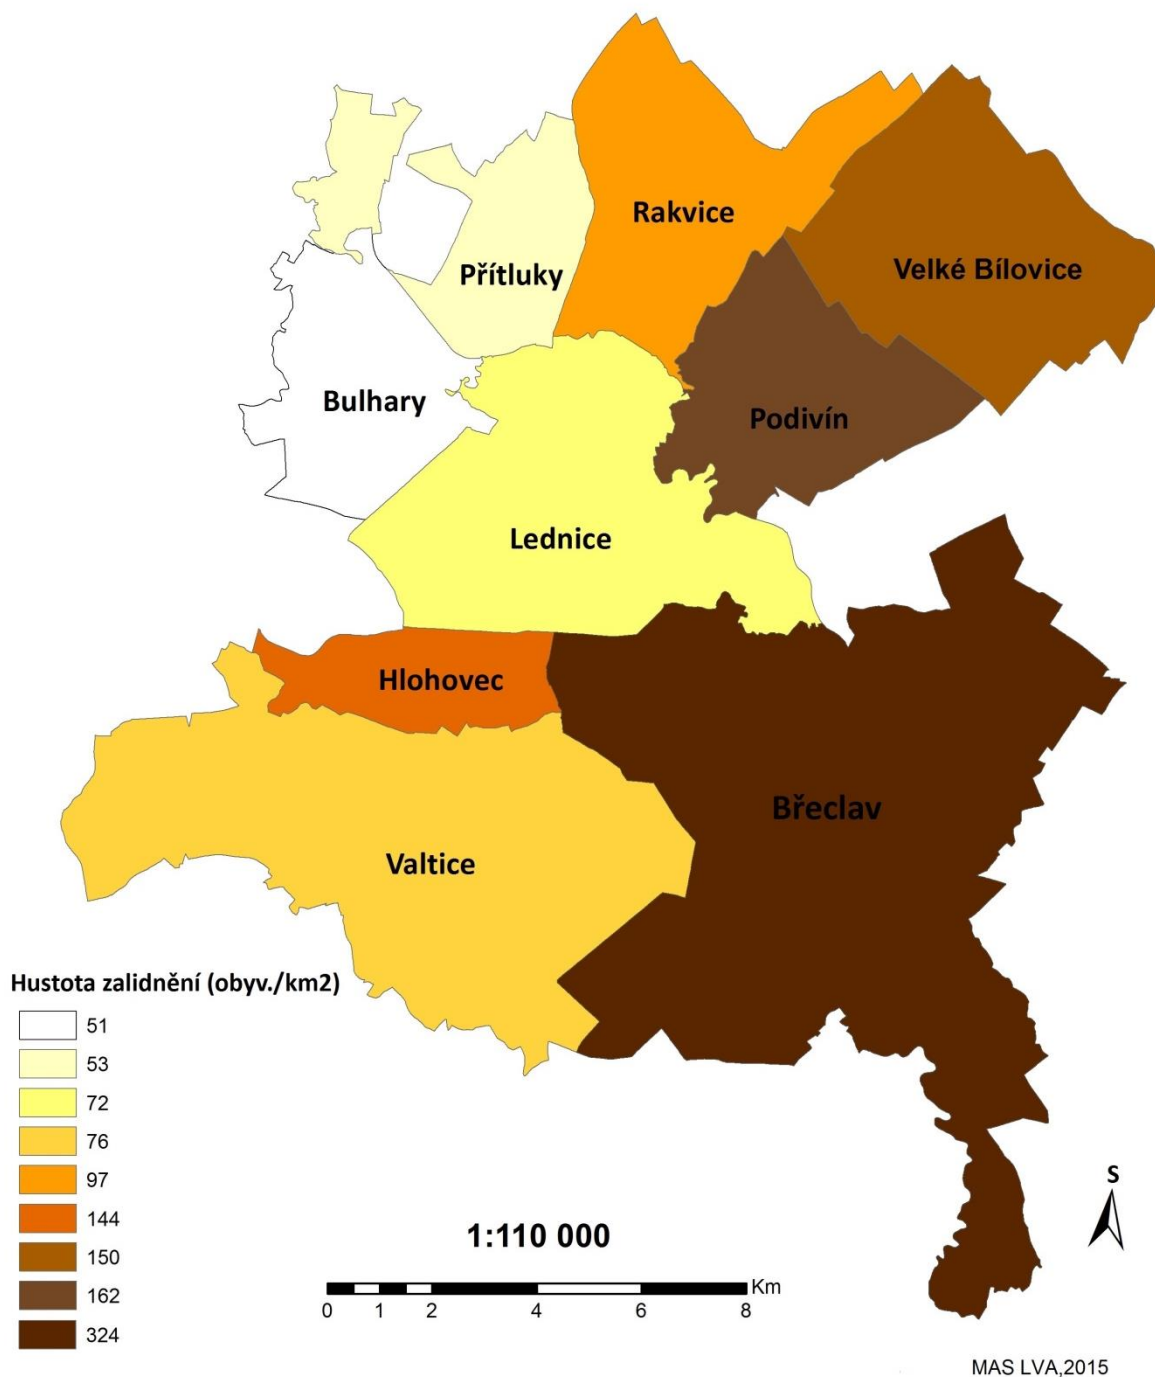 Rakvice
Velké Bílovice
Přítluky
Bulhary
Podivín
Lednice
Hlohovec
Břeclav
Valtice
Hustota zalidnění (obyv./km2)
51
53
72
76
97
144
150
162
324
S
1:110 000
Km
0 1 2 4 6 8
MAS LVA,2015